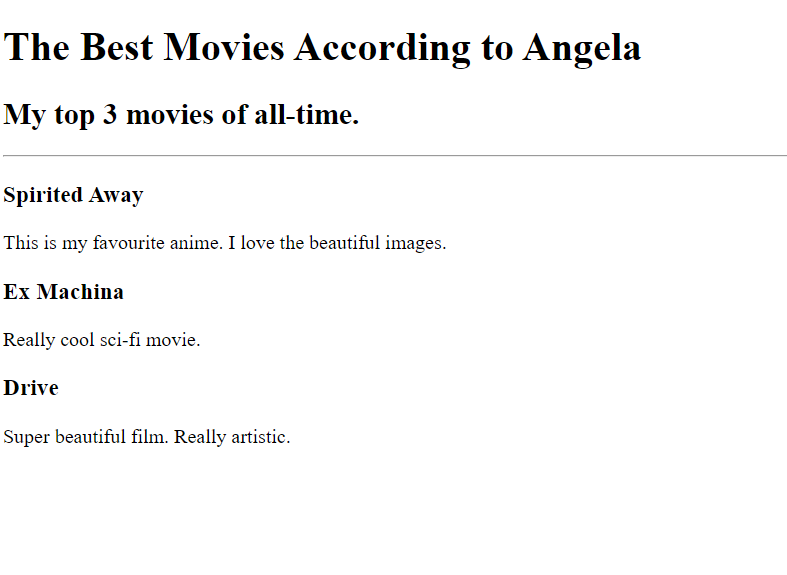 The Best Movies According to Angela
My top 3 movies of all-time.
Spirited Away
This is my favourite anime. I love the beautiful images.
Ex Machina
Really cool sci-fi movie.
Drive
Super beautiful film. Really artistic.